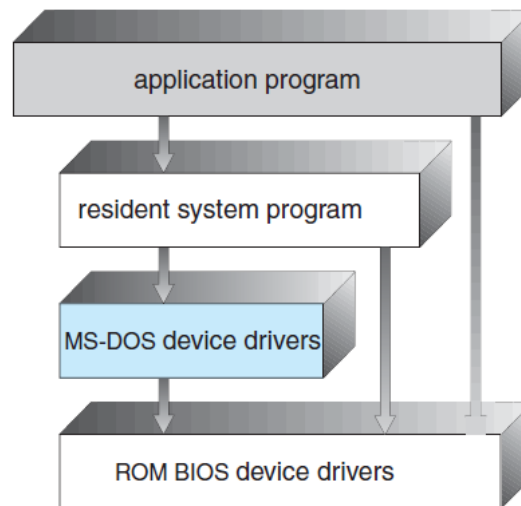 application program
resident system program
MS-DOS device drivers
ROM BIOS device drivers